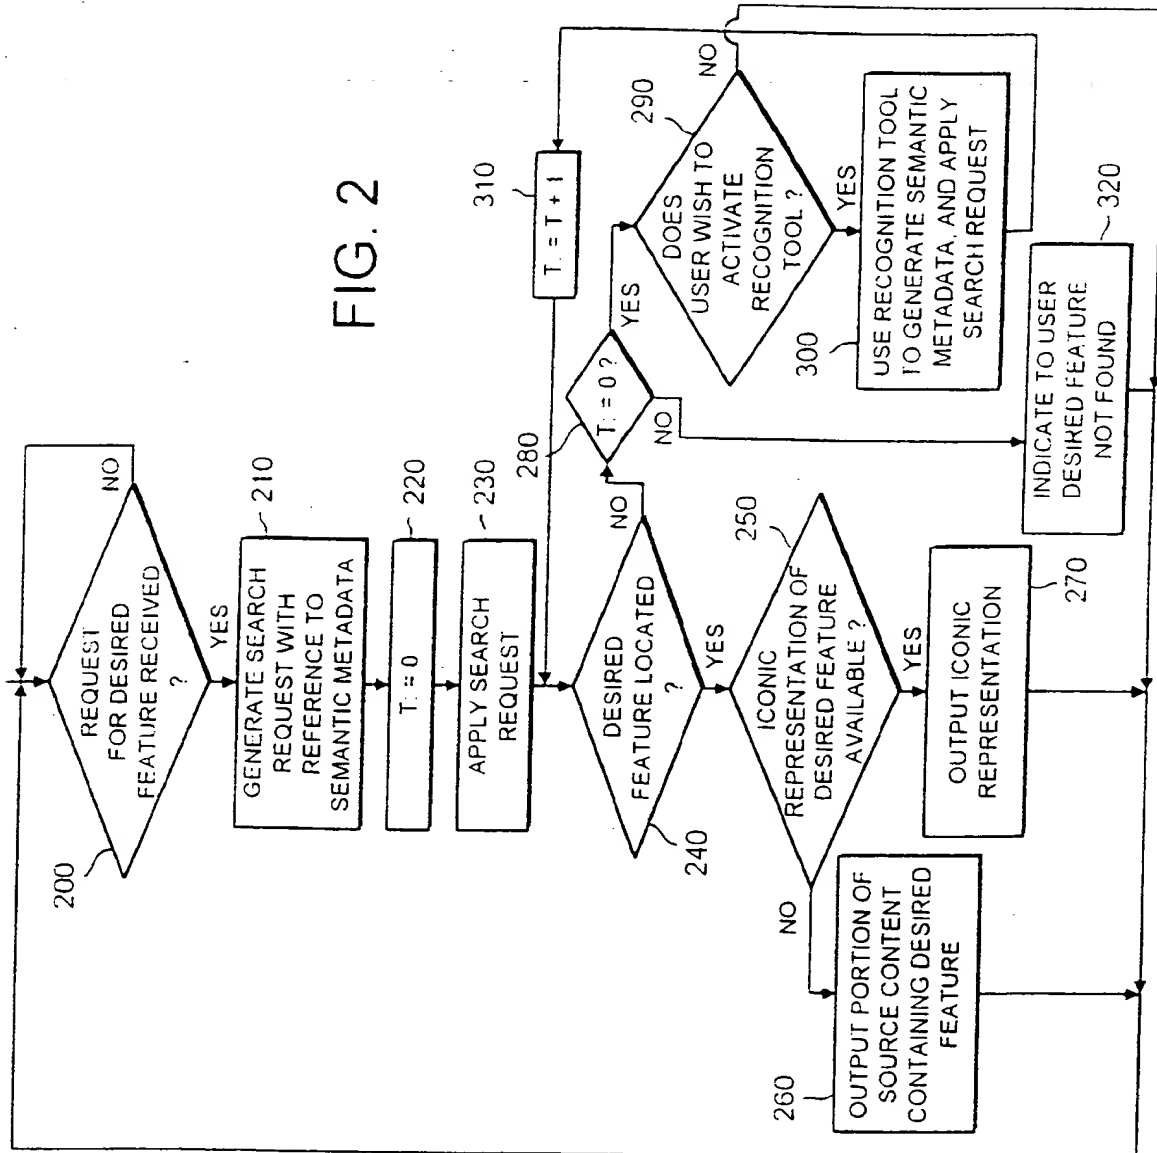 FIG. 2
REQUEST
FOR DESIRED
FEATURE RECEIVED
?
200
NO
YES
GENERATE SEARCH
REQUEST WITH
REFERENCE TO
SEMANTIC METADATA
210
T: = 0
220
APPLY SEARCH
REQUEST
230
DESIRED
FEATURE LOCATED
?
240
NO
YES
ICONIC
REPRESENTATION OF
DESIRED FEATURE
AVAILABLE ?
250
NO
YES
OUTPUT PORTION OF
SOURCE CONTENT
CONTAINING DESIRED
FEATURE
260
OUTPUT ICONIC
REPRESENTATION
270
T: = 0 ?
280
YES
NO
DOES
USER WISH TO
ACTIVATE
RECOGNITION
TOOL ?
290
NO
YES
USE RECOGNITION TOOL
TO GENERATE SEMANTIC
METADATA, AND APPLY
SEARCH REQUEST
300
T: = T + 1
310
INDICATE TO USER
DESIRED FEATURE
NOT FOUND
320